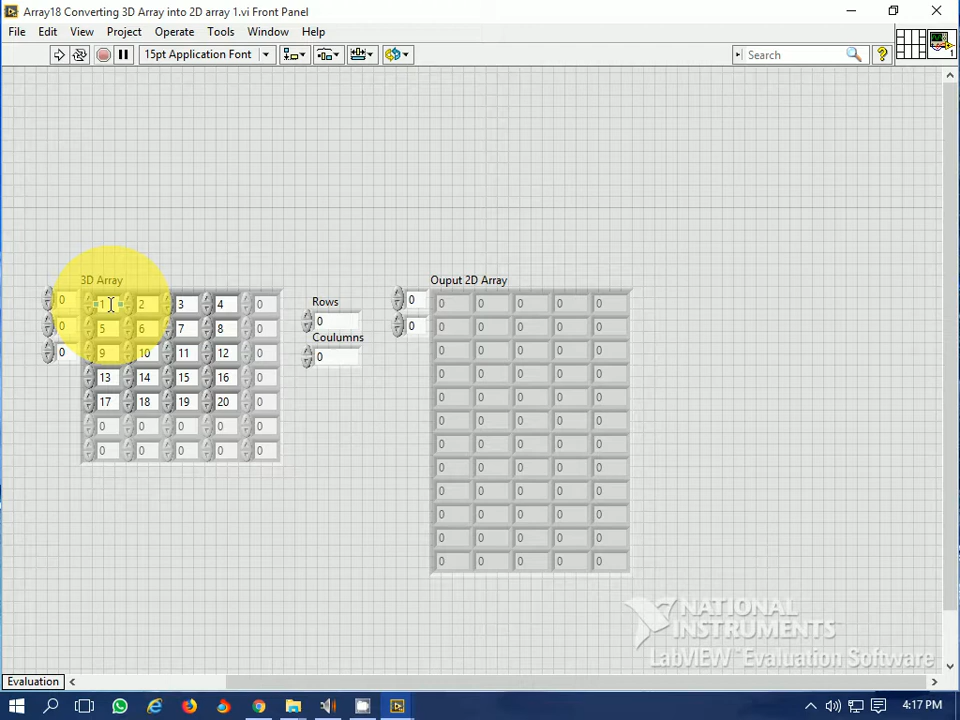 Array18 Converting 3D Array into 2D array 1.vi Front Panel
File Edit View Project Operate Tools Window Help
15pt Application Font Search ? 1
3D Array Ouput 2D Array
0 1 2 3 4 0 Rows 0 0 0 0 0 0
0 5 6 7 8 0 0 0 0 0 0 0 0
Coulumns
0 9 10 11 12 0 0 0 0 0 0 0
13 14 15 16 0 0 0 0 0 0
17 18 19 20 0 0 0 0 0 0
0 0 0 0 0 0 0 0 0 0
0 0 0 0 0 0 0 0 0 0
0 0 0 0 0
0 0 0 0 0
0 0 0 0 0
0 0 0 0 0
0 0 0 0 0
NATIONAL
INSTRUMENTS
LabVIEW Evaluation Software
Evaluation
4:17 PM